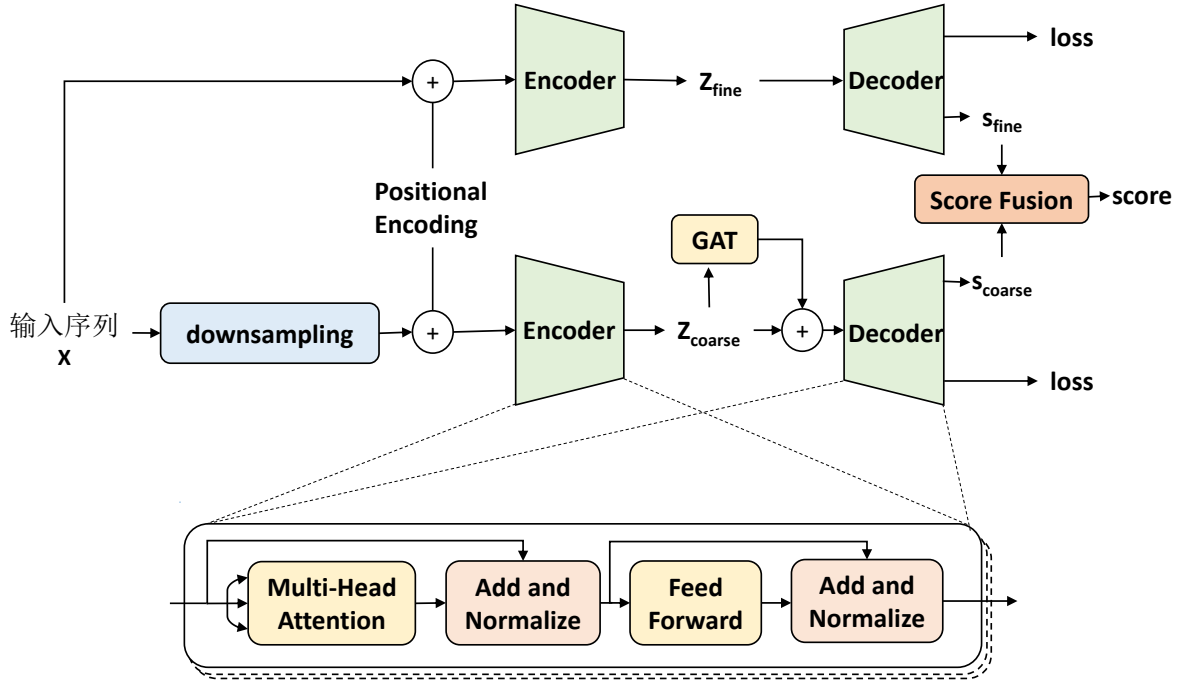 loss
+
Encoder
Z_fine
Decoder
s_fine
Positional
Encoding
Score Fusion
score
GAT
s_coarse
输入序列
X
downsampling
+
Encoder
Z_coarse
+
Decoder
loss
Multi-Head
Attention
Add and
Normalize
Feed
Forward
Add and
Normalize